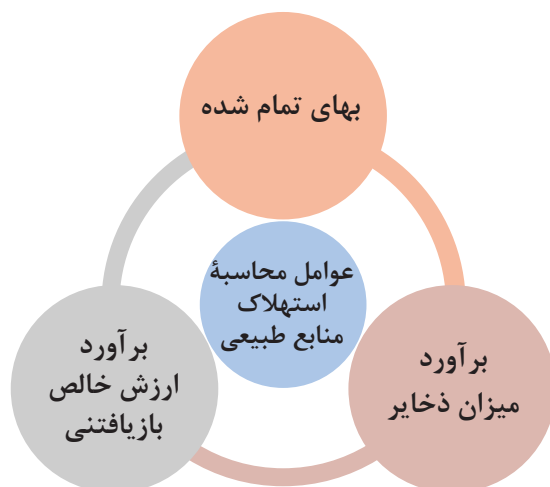 بهای تمام شده
عوامل محاسبهٔ
استهلاک
منابع طبیعی
برآورد
میزان ذخایر
برآورد
ارزش خالص
بازیافتنی